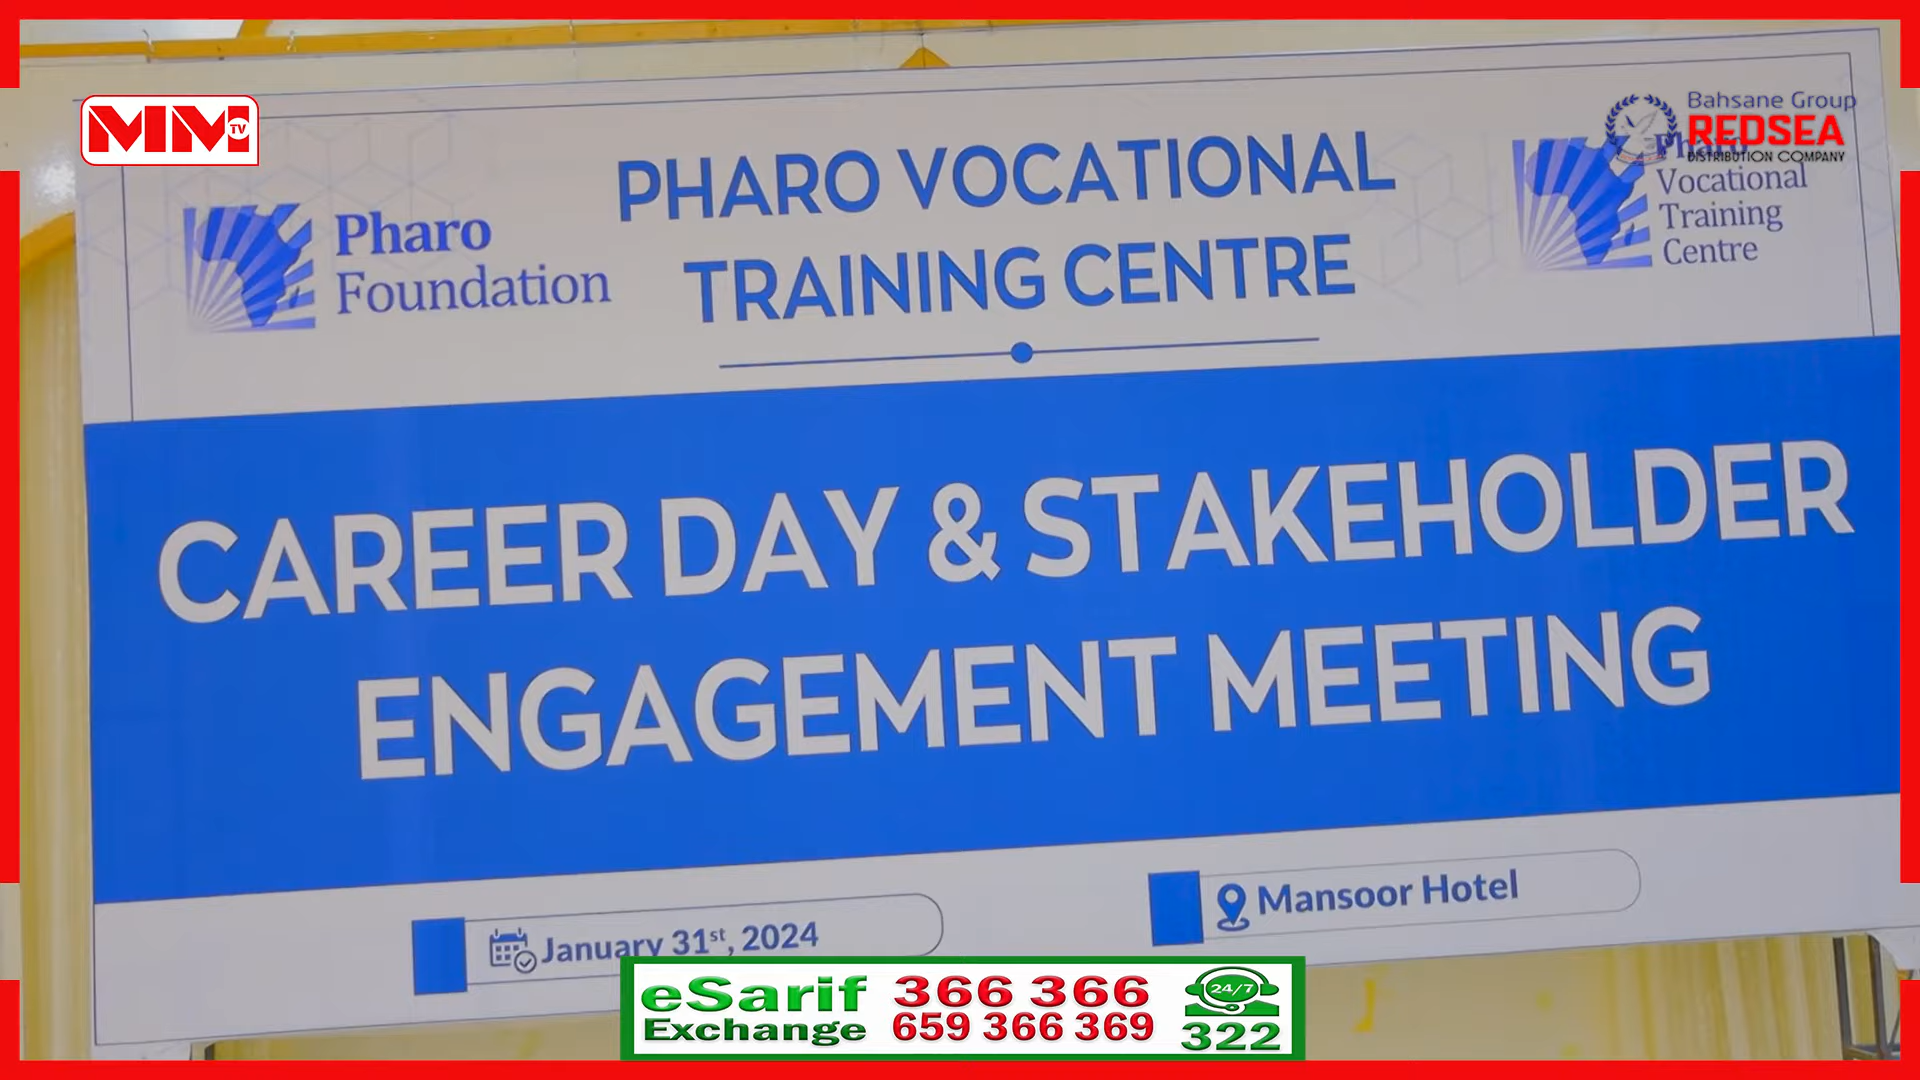 MM TV
Bahsane Group
REDSEA
DISTRIBUTION COMPANY
Pharo
Foundation
PHARO VOCATIONAL
TRAINING CENTRE
Pharo
Vocational
Training
Centre
CAREER DAY & STAKEHOLDER
ENGAGEMENT MEETING
January 31st, 2024
Mansoor Hotel
eSarif
Exchange
366 366
659 366 369
24/7
322